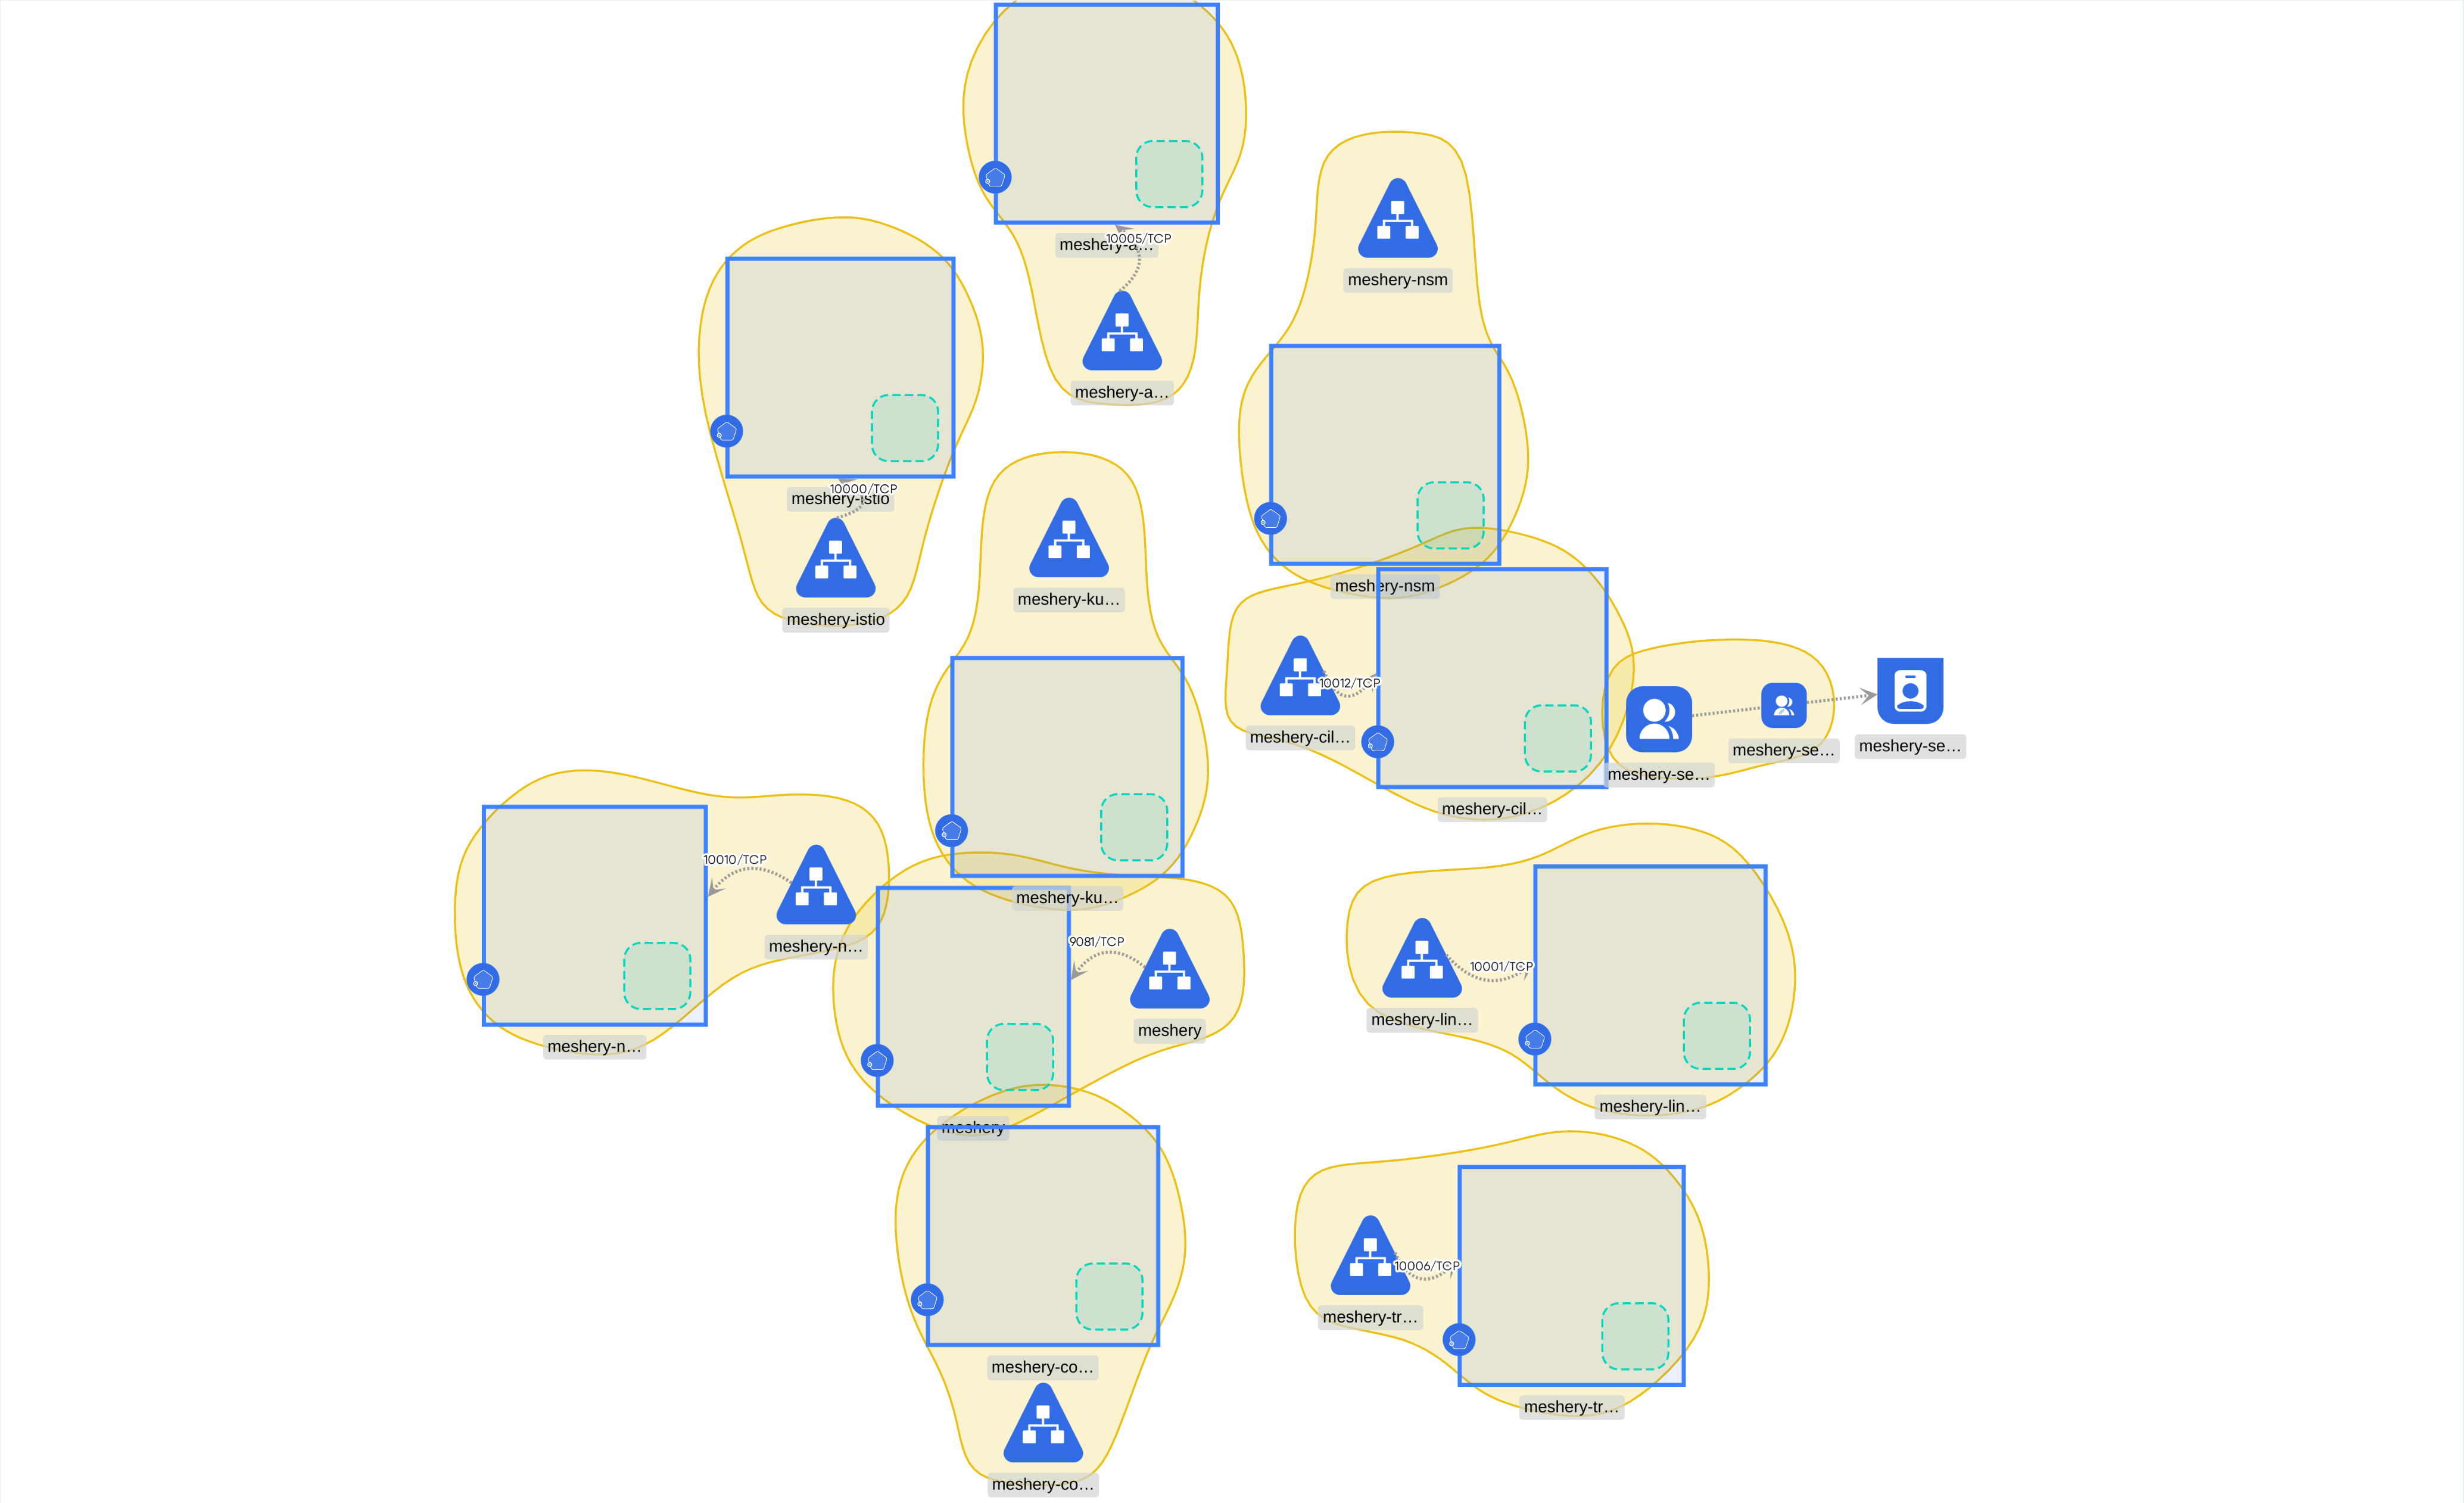 meshery-a…
10005/TCP
meshery-a…
meshery-nsm
meshery-istio
10000/TCP
meshery-istio
meshery-nsm
meshery-ku…
meshery-cil…
10012/TCP
meshery-cil…
meshery-se…
meshery-se…
meshery-se…
meshery-ku…
10010/TCP
meshery-n…
meshery-n…
9081/TCP
meshery
meshery
10001/TCP
meshery-lin…
meshery-lin…
meshery-co…
meshery-co…
10006/TCP
meshery-tr…
meshery-tr…